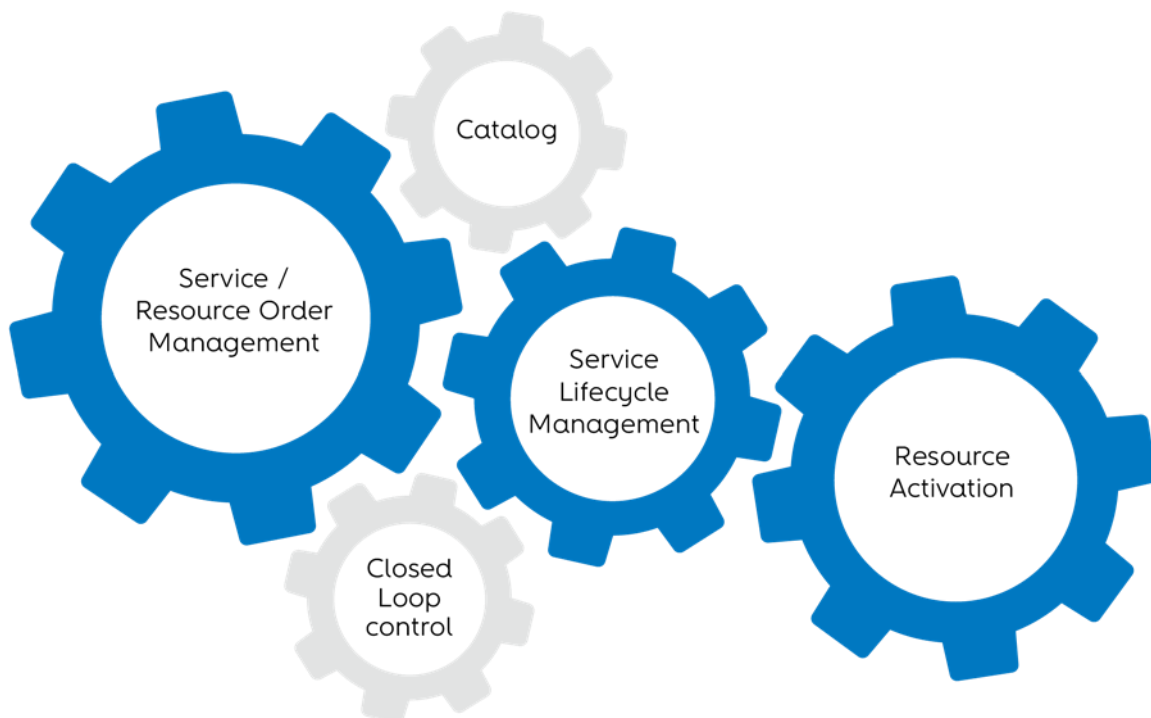 Catalog
Service /
Resource Order
Management
Service
Lifecycle
Management
Resource
Activation
Closed
Loop
control